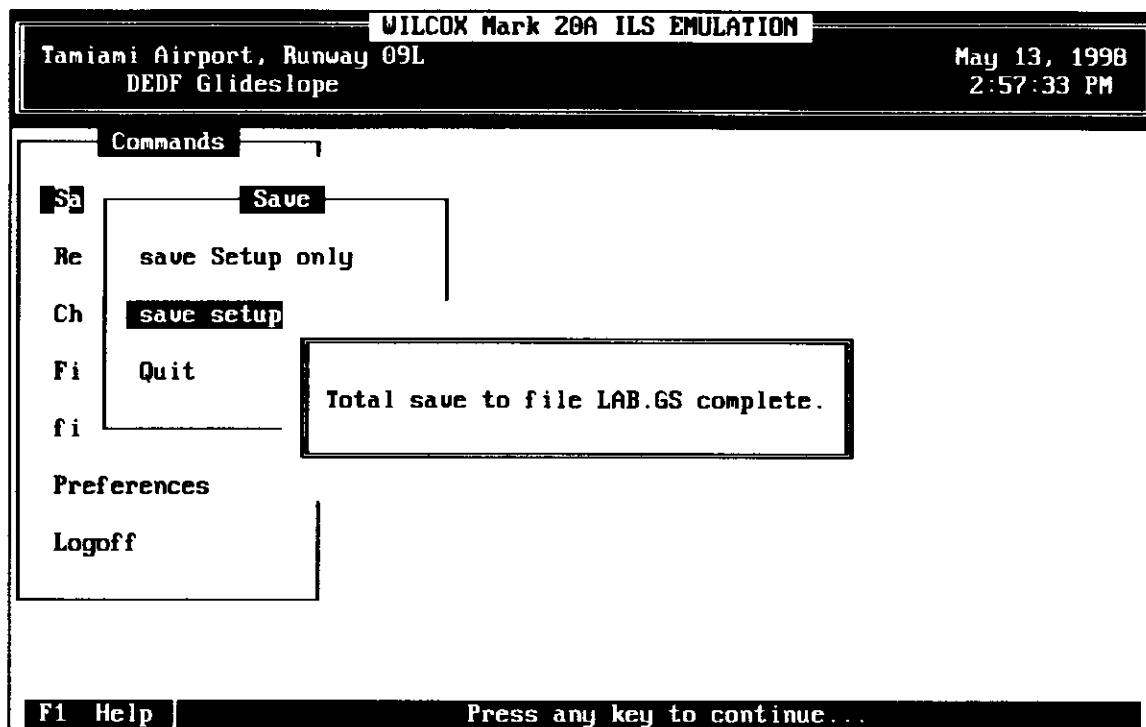 WILCOX Mark 20A ILS EMULATION
Tamiami Airport, Runway 09L
May 13, 1998
DEDF Glideslope
2:57:33 PM
Commands
Sa
Save
Re
save Setup only
Ch
save setup
Fi
Quit
Total save to file LAB.GS complete.
fi
Preferences
Logoff
F1 Help
Press any key to continue...